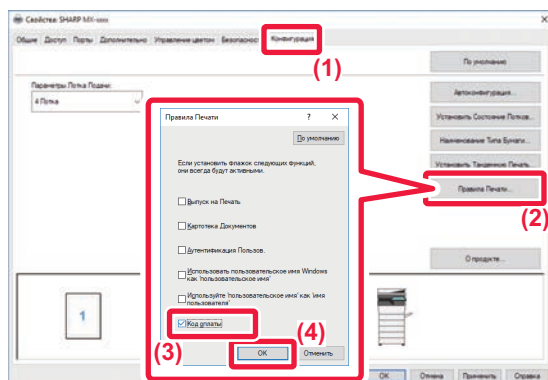 Свойства: SHARP MX-xxxx
Общие Доступ Порты Дополнительно Управление цветом Безопасность Конфигурация
(1)
По умолчанию
Параметры Лотка Подачи:
4 Лотка
Автоконфигурация...
Установить Состояние Лотков...
Наименование Типа Бумаги...
Установить Тандемную Печать...
Правила Печати...
(2)
О продукте...
Правила Печати ? X
По умолчанию
Если установить флажок следующих функций,
они всегда будут активными.
Выпуск на Печать
Картотека Документов
Аутентификация Пользов.
Использовать пользовательское имя Windows
как 'пользовательское имя'
Используйте 'пользовательское имя' как 'имя
пользователя'
Код оплаты
(3)
(4)
OK Отменить
1
OK Отмена Применить Справка